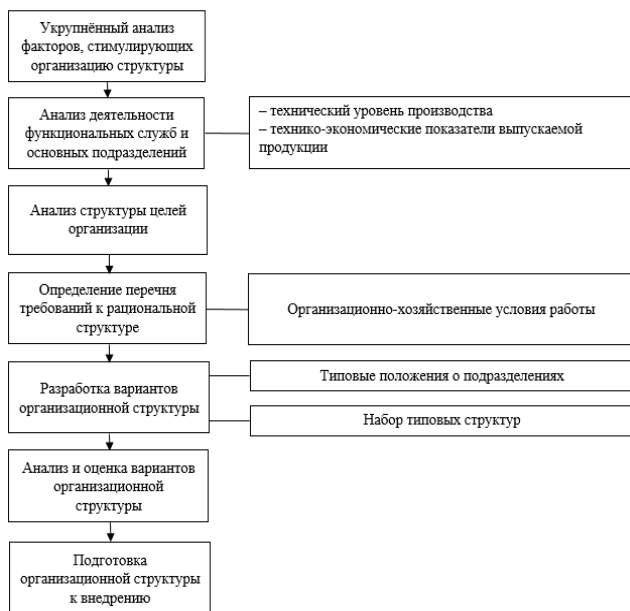 Укрупнённый анализ
факторов, стимулирующих
организацию структуры
Анализ деятельности
функциональных служб и
основных подразделений
– технический уровень производства
– технико-экономические показатели выпускаемой
продукции
Анализ структуры целей
организации
Определение перечня
требований к рациональной
структуре
Организационно-хозяйственные условия работы
Разработка вариантов
организационной структуры
Типовые положения о подразделениях
Набор типовых структур
Анализ и оценка вариантов
организационной
структуры
Подготовка
организационной структуры
к внедрению